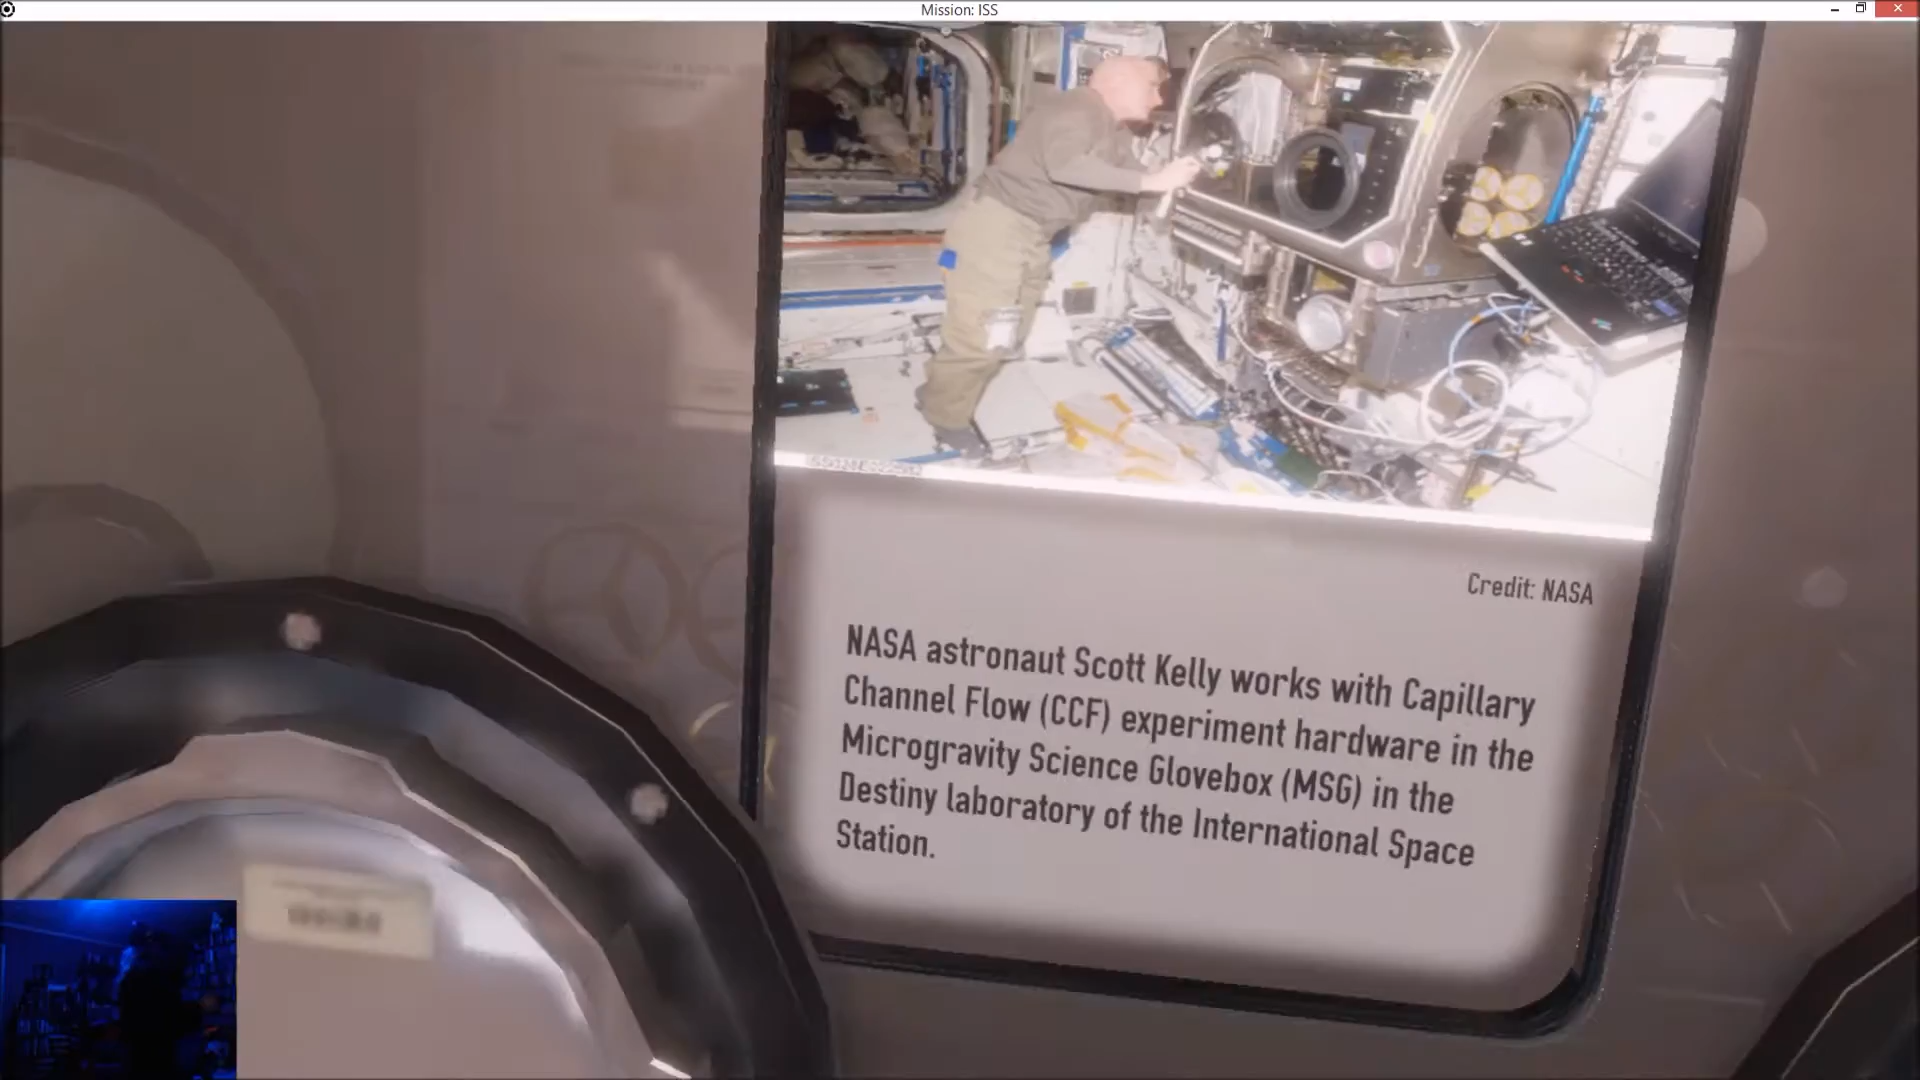 Mission: ISS
Credit: NASA
NASA astronaut Scott Kelly works with Capillary
Channel Flow (CCF) experiment hardware in the
Microgravity Science Glovebox (MSG) in the
Destiny laboratory of the International Space
Station.